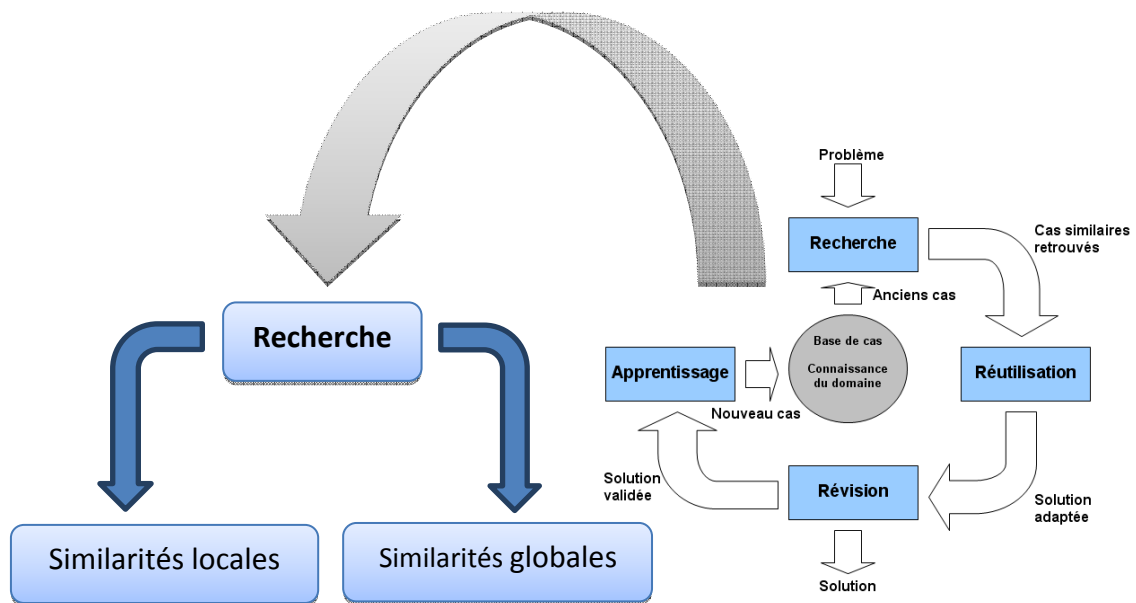 Problème
Recherche
Cas similaires
retrouvés
Anciens cas
Recherche
Base de cas
Connaissance
du domaine
Apprentissage
Réutilisation
Nouveau cas
Solution
validée
Révision
Solution
adaptée
Similarités locales
Similarités globales
Solution